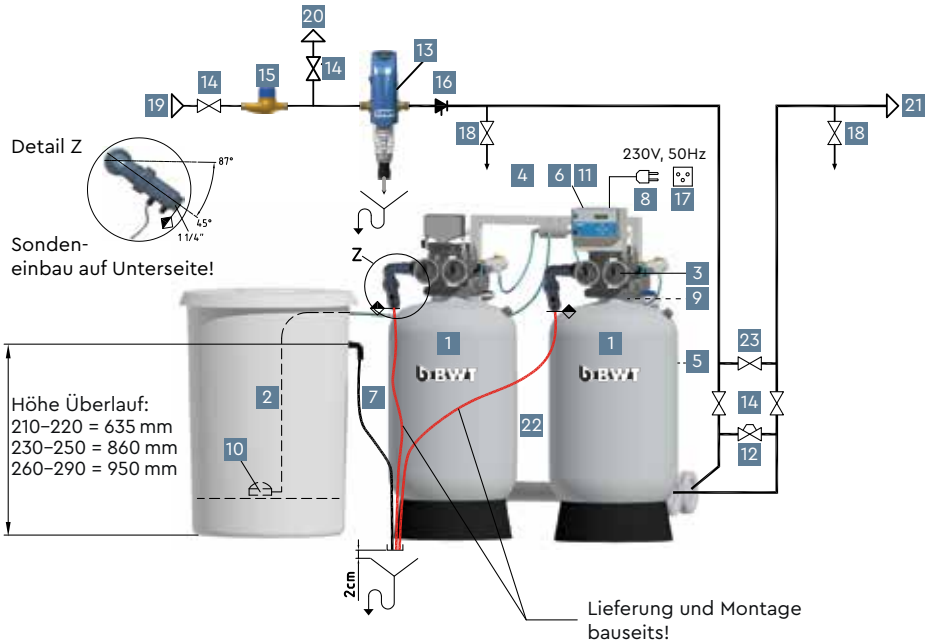 20
13
14
15
14
16
19
21
18
18
Detail Z
87°
45°
1 1/4"
Sonden-
einbau auf Unterseite!
230V, 50Hz
4
6
11
8
17
Z
3
9
1
1
BWT
BWT
5
23
2
7
22
14
12
Höhe Überlauf:
210–220 = 635 mm
230–250 = 860 mm
260–290 = 950 mm
10
2cm
Lieferung und Montage
bauseits!